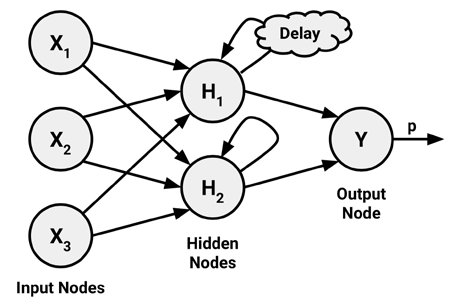 X1
Delay
H1
X2
Y
p
H2
Output
Node
X3
Hidden
Nodes
Input Nodes